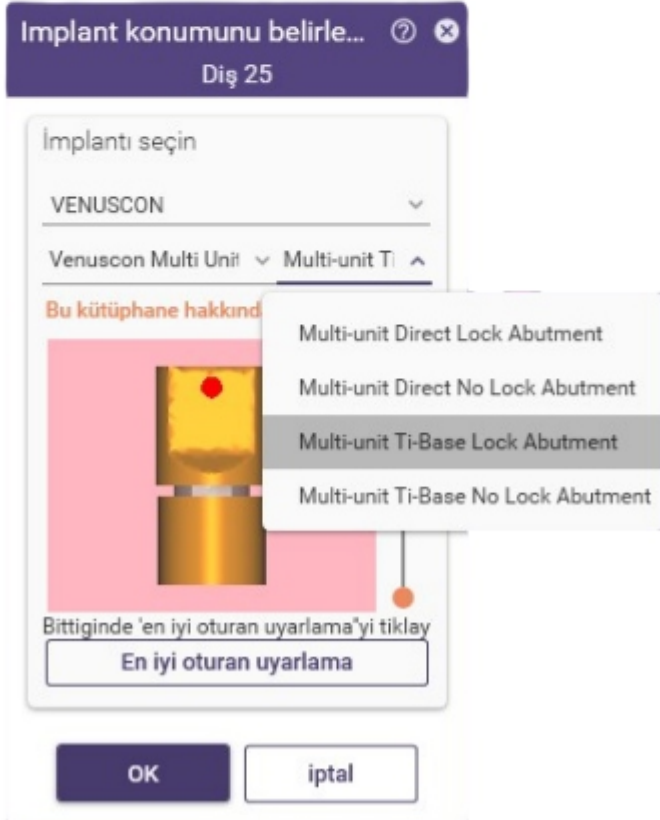 Implant konumunu belirle...
Diş 25
İmplantı seçin
VENUSCON
Venuscon Multi Unit
Multi-unit Ti
Bu kütüphane hakkınd
Multi-unit Direct Lock Abutment
Multi-unit Direct No Lock Abutment
Multi-unit Ti-Base Lock Abutment
Multi-unit Ti-Base No Lock Abutment
Bittiginde 'en iyi oturan uyarlama"yi tiklay
En iyi oturan uyarlama
OK
iptal